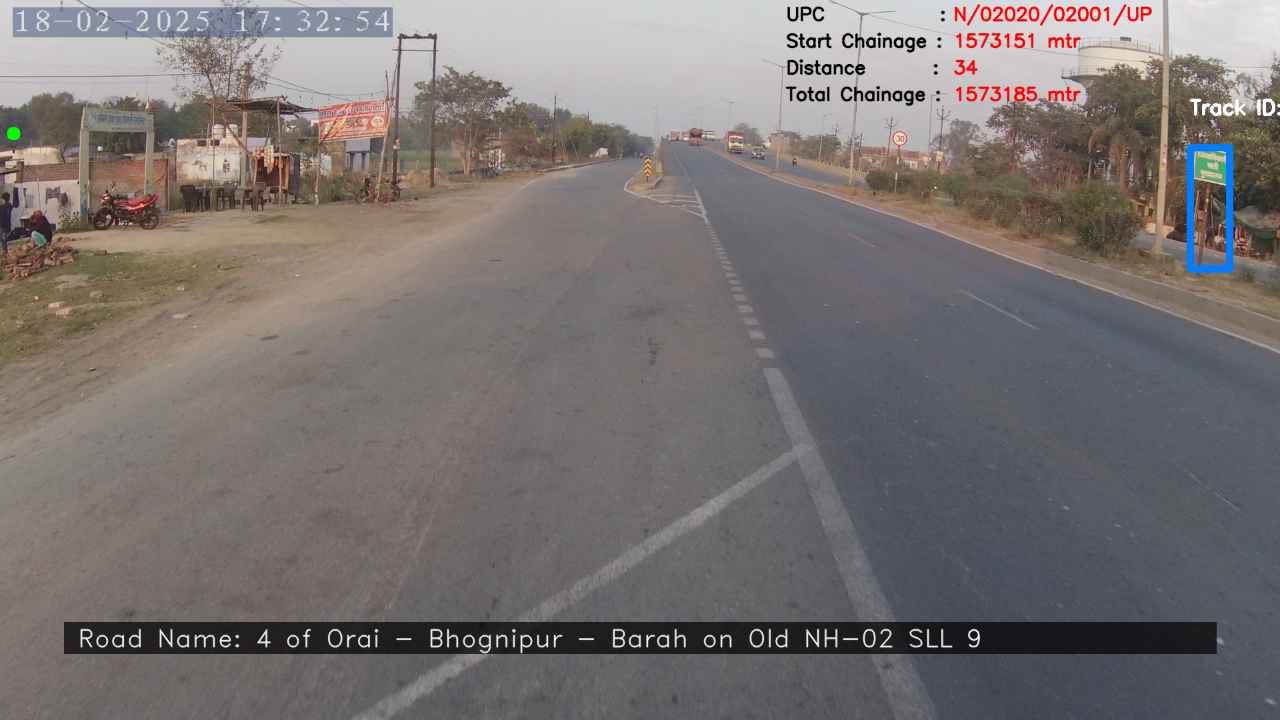 18-02-2025 17:32:54
UPC : N/02020/02001/UP
Start Chainage : 1573151 mtr
Distance : 34
Total Chainage : 1573185 mtr
Track ID:
30
Road Name: 4 of Orai - Bhognipur - Barah on Old NH-02 SLL 9